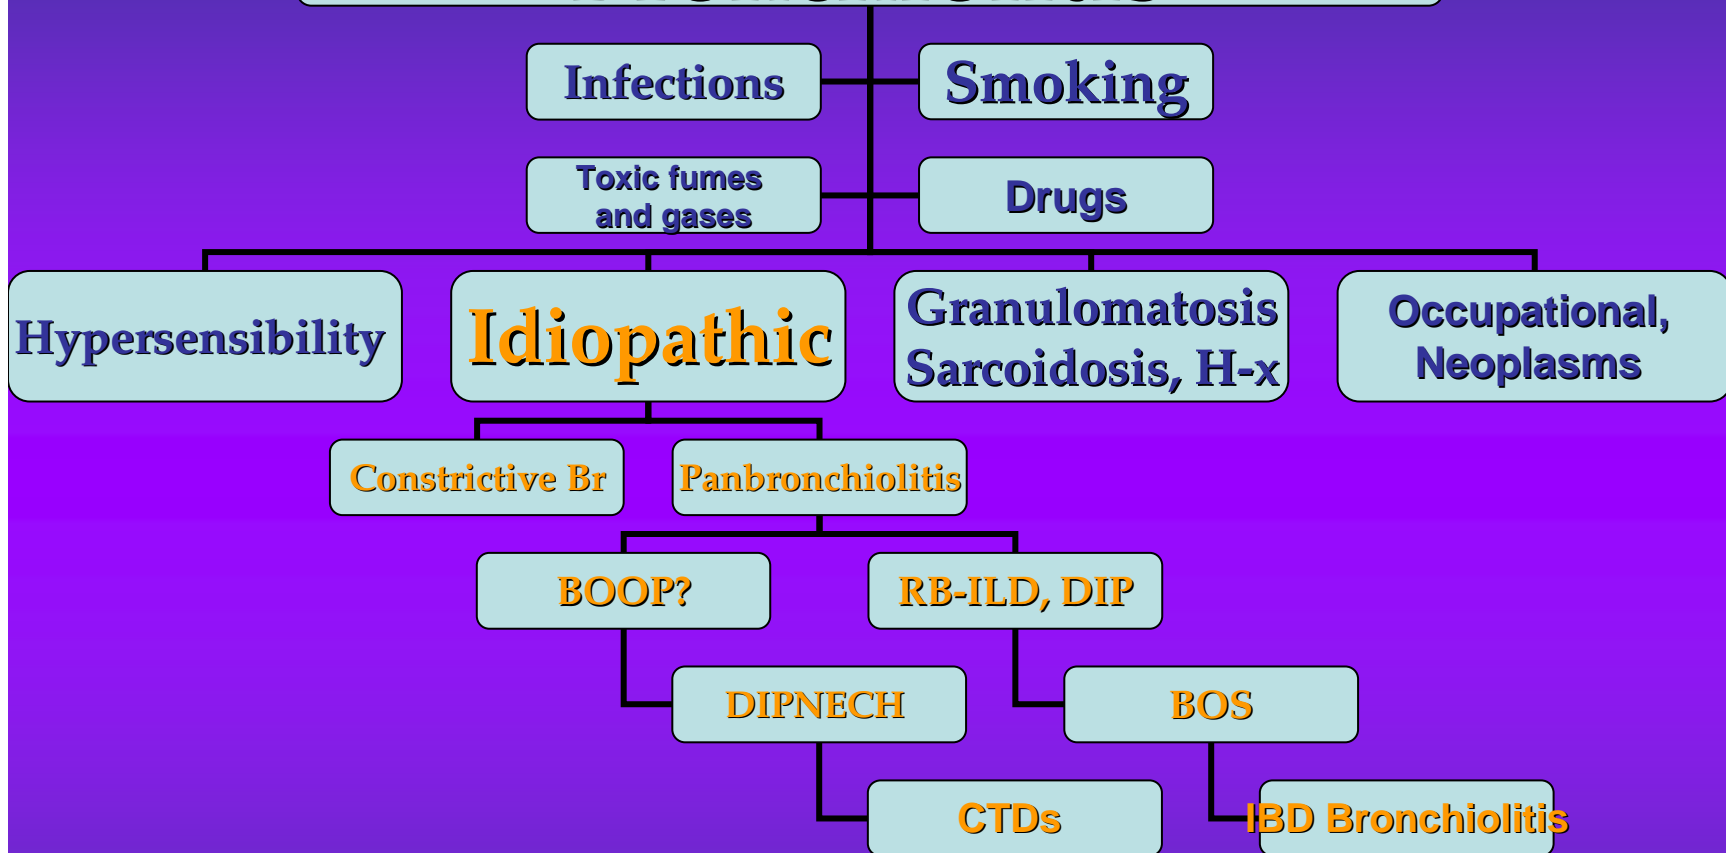 Infections
Smoking
Toxic fumes
and gases
Drugs
Hypersensibility
Idiopathic
Granulomatosis
Sarcoidosis, H-x
Occupational,
Neoplasms
Constrictive Br
Panbronchiolitis
BOOP?
RB-ILD, DIP
DIPNECH
BOS
CTDs
IBD Bronchiolitis